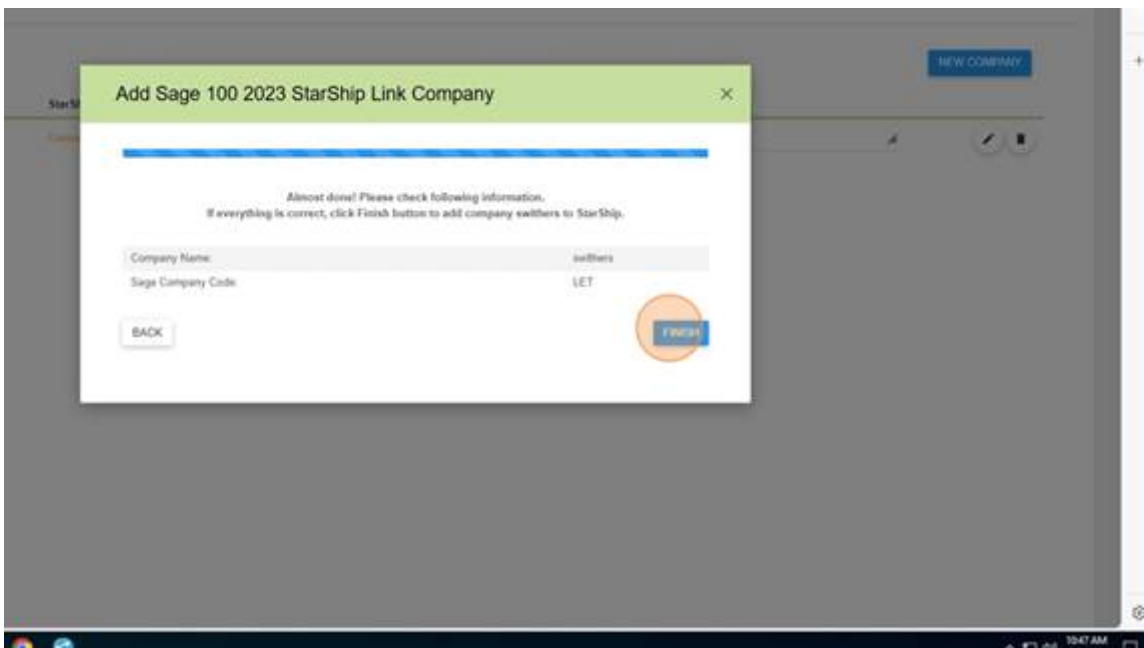 NEW COMPANY
Add Sage 100 2023 StarShip Link Company
Almost done! Please check following information.
If everything is correct, click Finish button to add company swithers to StarShip.
Company Name: swithers
Sage Company Code: LET
BACK FINISH
10:47 AM